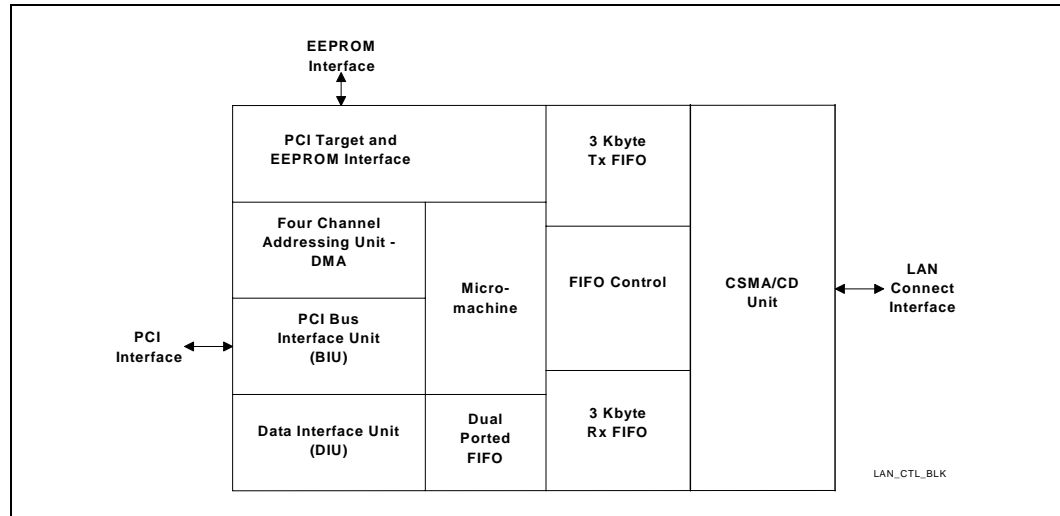 EEPROM
Interface
PCI Target and
EEPROM Interface
3 Kbyte
Tx FIFO
Four Channel
Addressing Unit -
DMA
Micro-
machine
FIFO Control
CSMA/CD
Unit
LAN
Connect
Interface
PCI
Interface
PCI Bus
Interface Unit
(BIU)
Data Interface Unit
(DIU)
Dual
Ported
FIFO
3 Kbyte
Rx FIFO
LAN_CTL_BLK